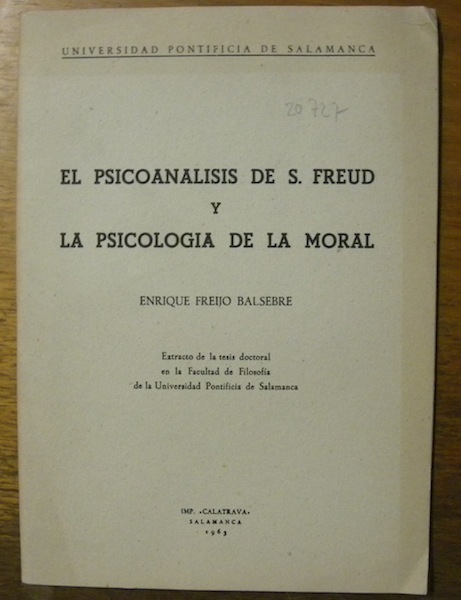 UNIVERSIDAD PONTIFICIA DE SALAMANCA
20727
EL PSICOANALISIS DE S. FREUD
Y
LA PSICOLOGIA DE LA MORAL
ENRIQUE FREIJO BALSEBRE
Extracto de la tesis doctoral
en la Facultad de Filosofía
de la Universidad Pontificia de Salamanca
IMP. «CALATRAVA»
SALAMANCA
1963